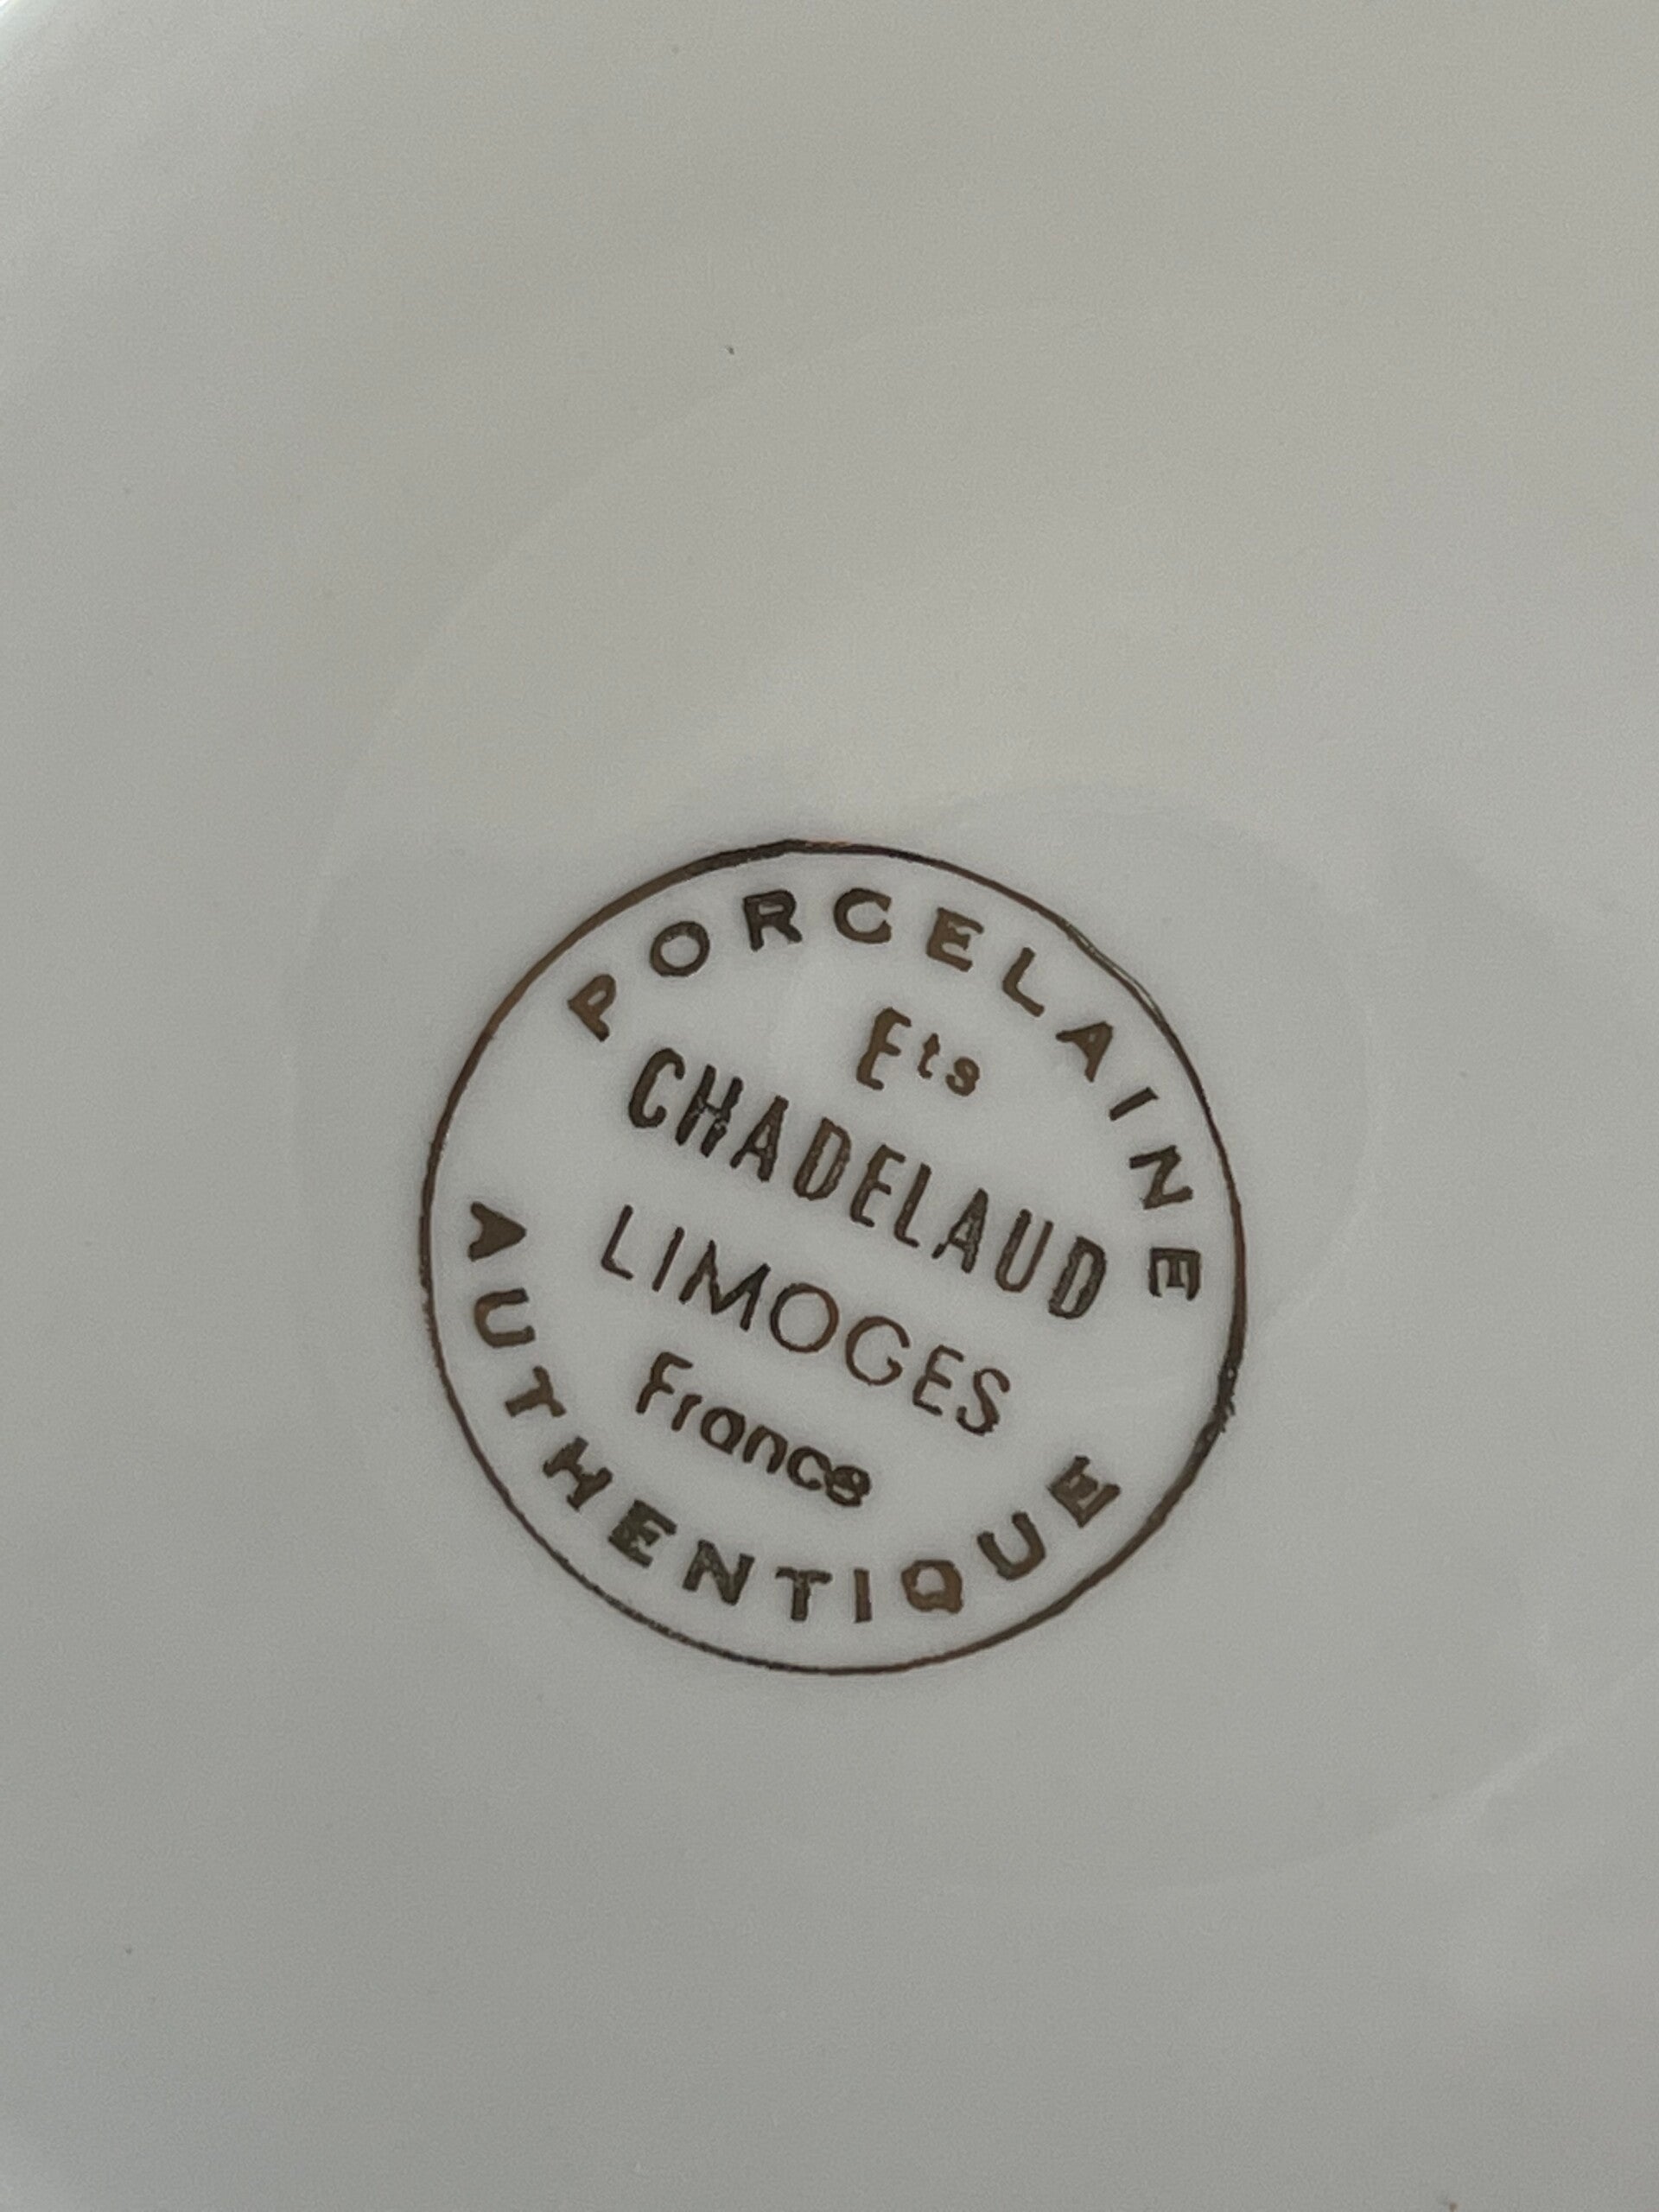 PORCELAINE
Ets
CHADELAUD
LIMOGES
France
AUTHENTIQUE